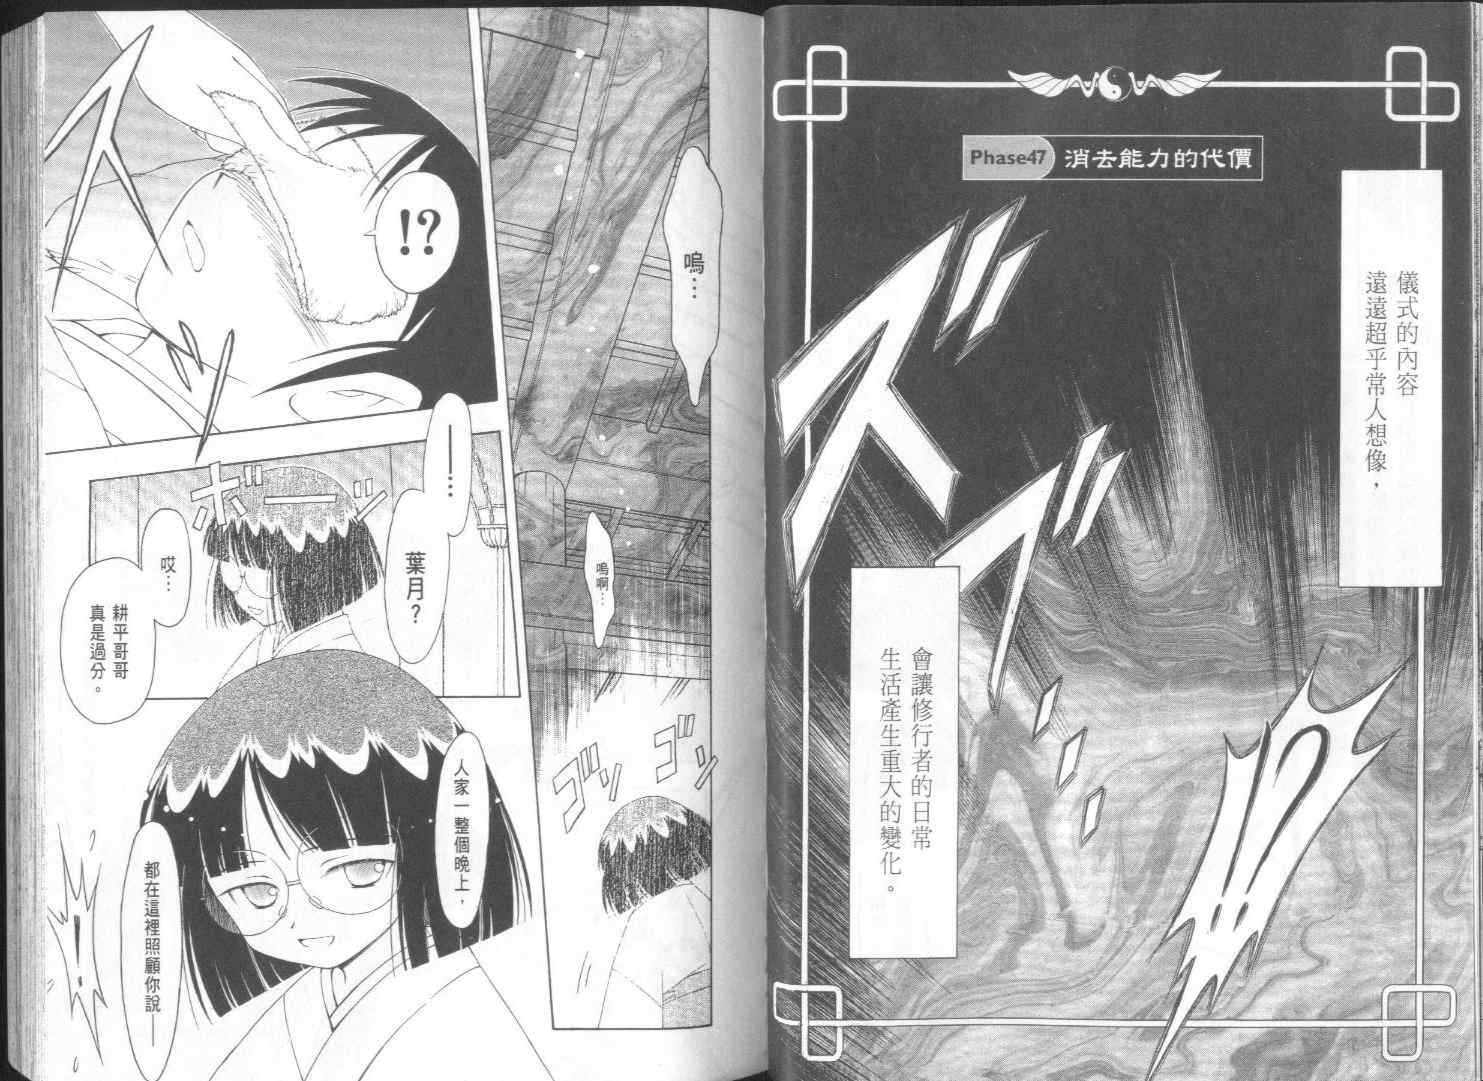 Phase47 消去能力的代價
儀式的內容
遠遠超乎常人想像，
ズズ
!?
會讓修行者的日常
生活產生重大的變化。
嗚…
嗚啊…
ゴソ
ゴソ
!?
——…
葉月？
ボーッ
哎…
耕平哥哥
真是過分。
人家一整個晚上，
都在這裡照顧你說——
!